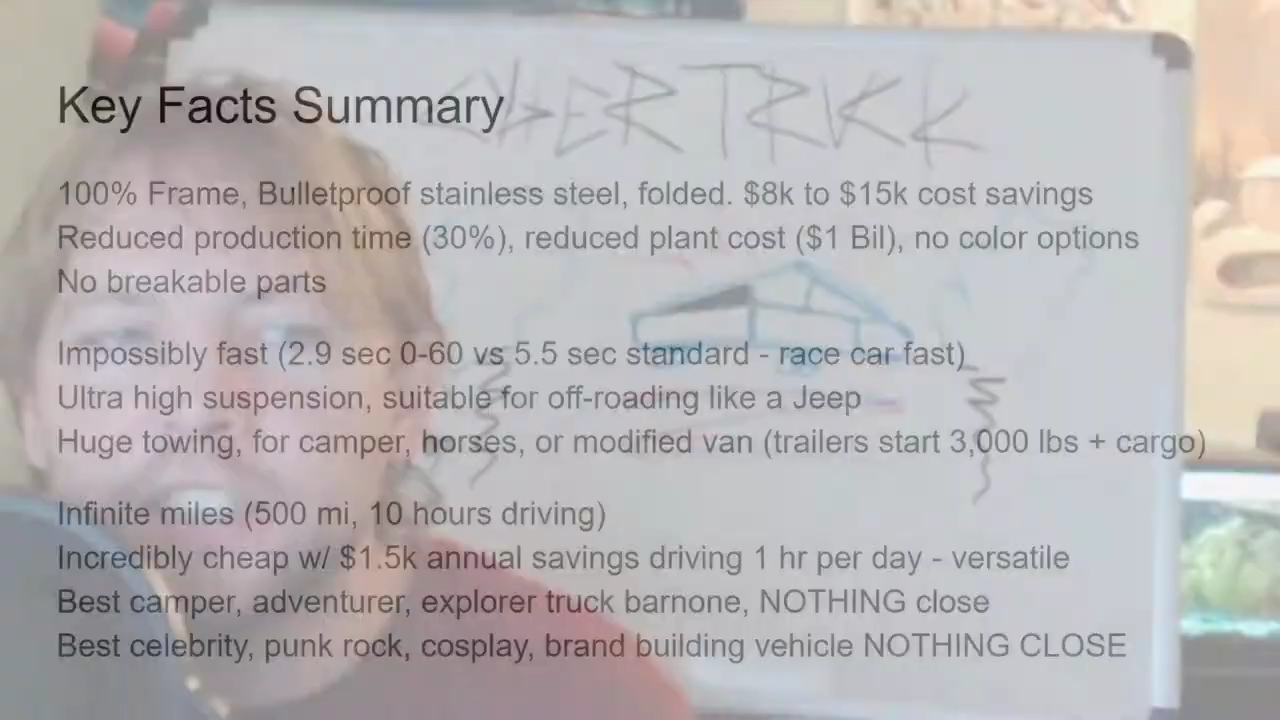 Key Facts Summary
CYBERTRUCK
100% Frame, Bulletproof stainless steel, folded. $8k to $15k cost savings
Reduced production time (30%), reduced plant cost ($1 Bil), no color options
No breakable parts
Impossibly fast (2.9 sec 0-60 vs 5.5 sec standard - race car fast)
Ultra high suspension, suitable for off-roading like a Jeep
Huge towing, for camper, horses, or modified van (trailers start 3,000 lbs + cargo)
Infinite miles (500 mi, 10 hours driving)
Incredibly cheap w/ $1.5k annual savings driving 1 hr per day - versatile
Best camper, adventurer, explorer truck barnone, NOTHING close
Best celebrity, punk rock, cosplay, brand building vehicle NOTHING CLOSE